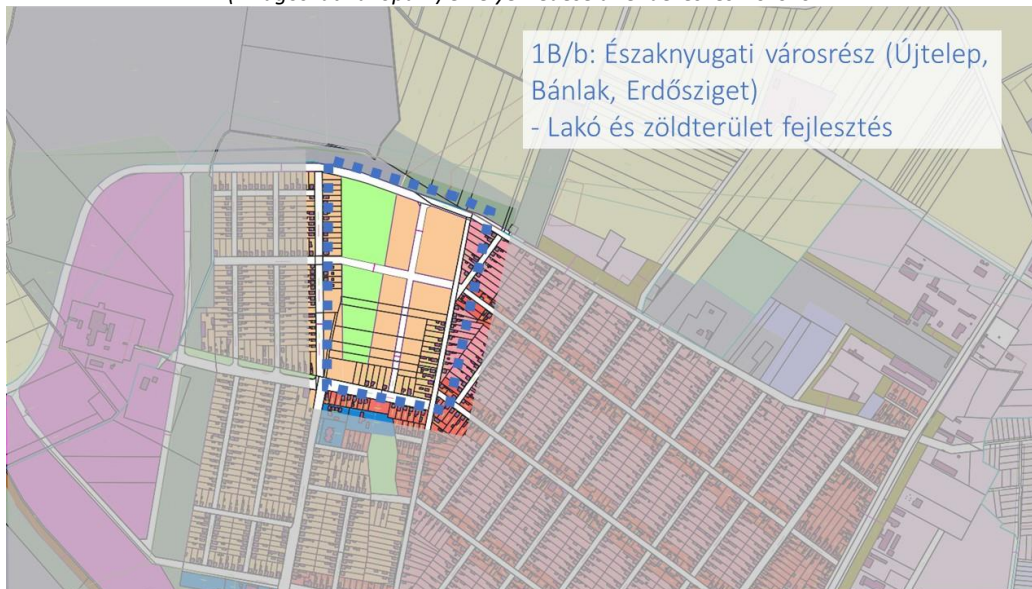 1B/b: Északnyugati városrész (Újtelep,
Bánlak, Erdősziget)
- Lakó és zöldterület fejlesztés